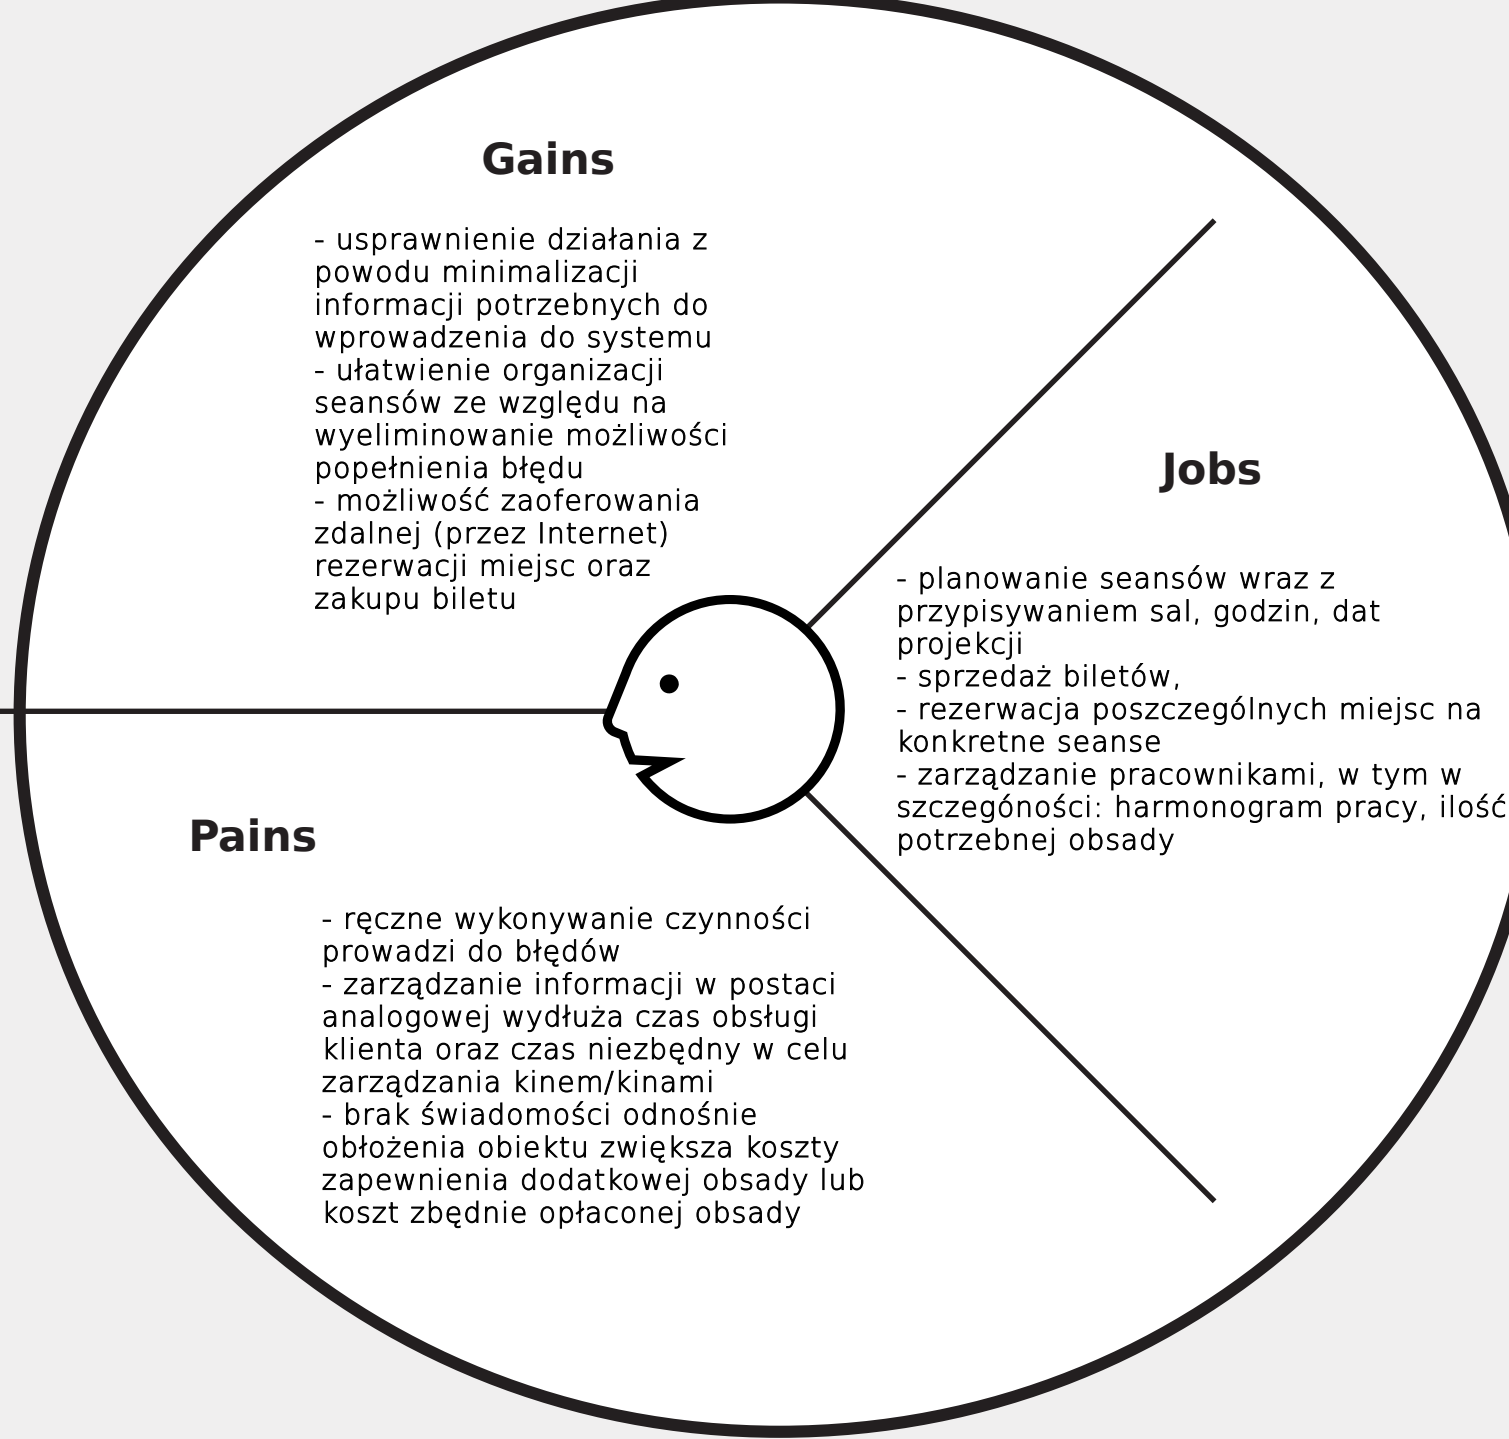 Gains
- usprawnienie działania z
powodu minimalizacji
informacji potrzebnych do
wprowadzenia do systemu
- ułatwienie organizacji
seansów ze względu na
wyeliminowanie możliwości
popełnienia błędu
- możliwość zaoferowania
zdalnej (przez Internet)
rezerwacji miejsc oraz
zakupu biletu
Jobs
- planowanie seansów wraz z
przypisywaniem sal, godzin, dat
projekcji
- sprzedaż biletów,
- rezerwacja poszczególnych miejsc na
konkretne seanse
- zarządzanie pracownikami, w tym w
szczegóności: harmonogram pracy, ilość
potrzebnej obsady
Pains
- ręczne wykonywanie czynności
prowadzi do błędów
- zarządzanie informacji w postaci
analogowej wydłuża czas obsługi
klienta oraz czas niezbędny w celu
zarządzania kinem/kinami
- brak świadomości odnośnie
obłożenia obiektu zwiększa koszty
zapewnienia dodatkowej obsady lub
koszt zbędnie opłaconej obsady